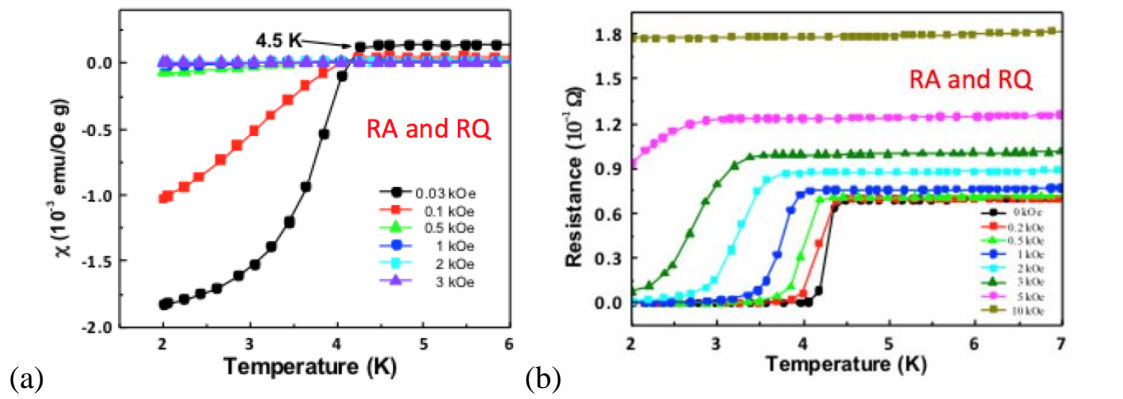 4.5 K
0.0
-0.5
-1.0
-1.5
-2.0
χ (10⁻³ emu/Oe g)
RA and RQ
0.03 kOe
0.1 kOe
0.5 kOe
1 kOe
2 kOe
3 kOe
2 3 4 5 6
Temperature (K)
(a)
1.8
1.5
1.2
0.9
0.6
0.3
0.0
Resistance (10⁻¹ Ω)
RA and RQ
0 kOe
0.2 kOe
0.5 kOe
1 kOe
2 kOe
3 kOe
5 kOe
10 kOe
2 3 4 5 6 7
Temperature (K)
(b)